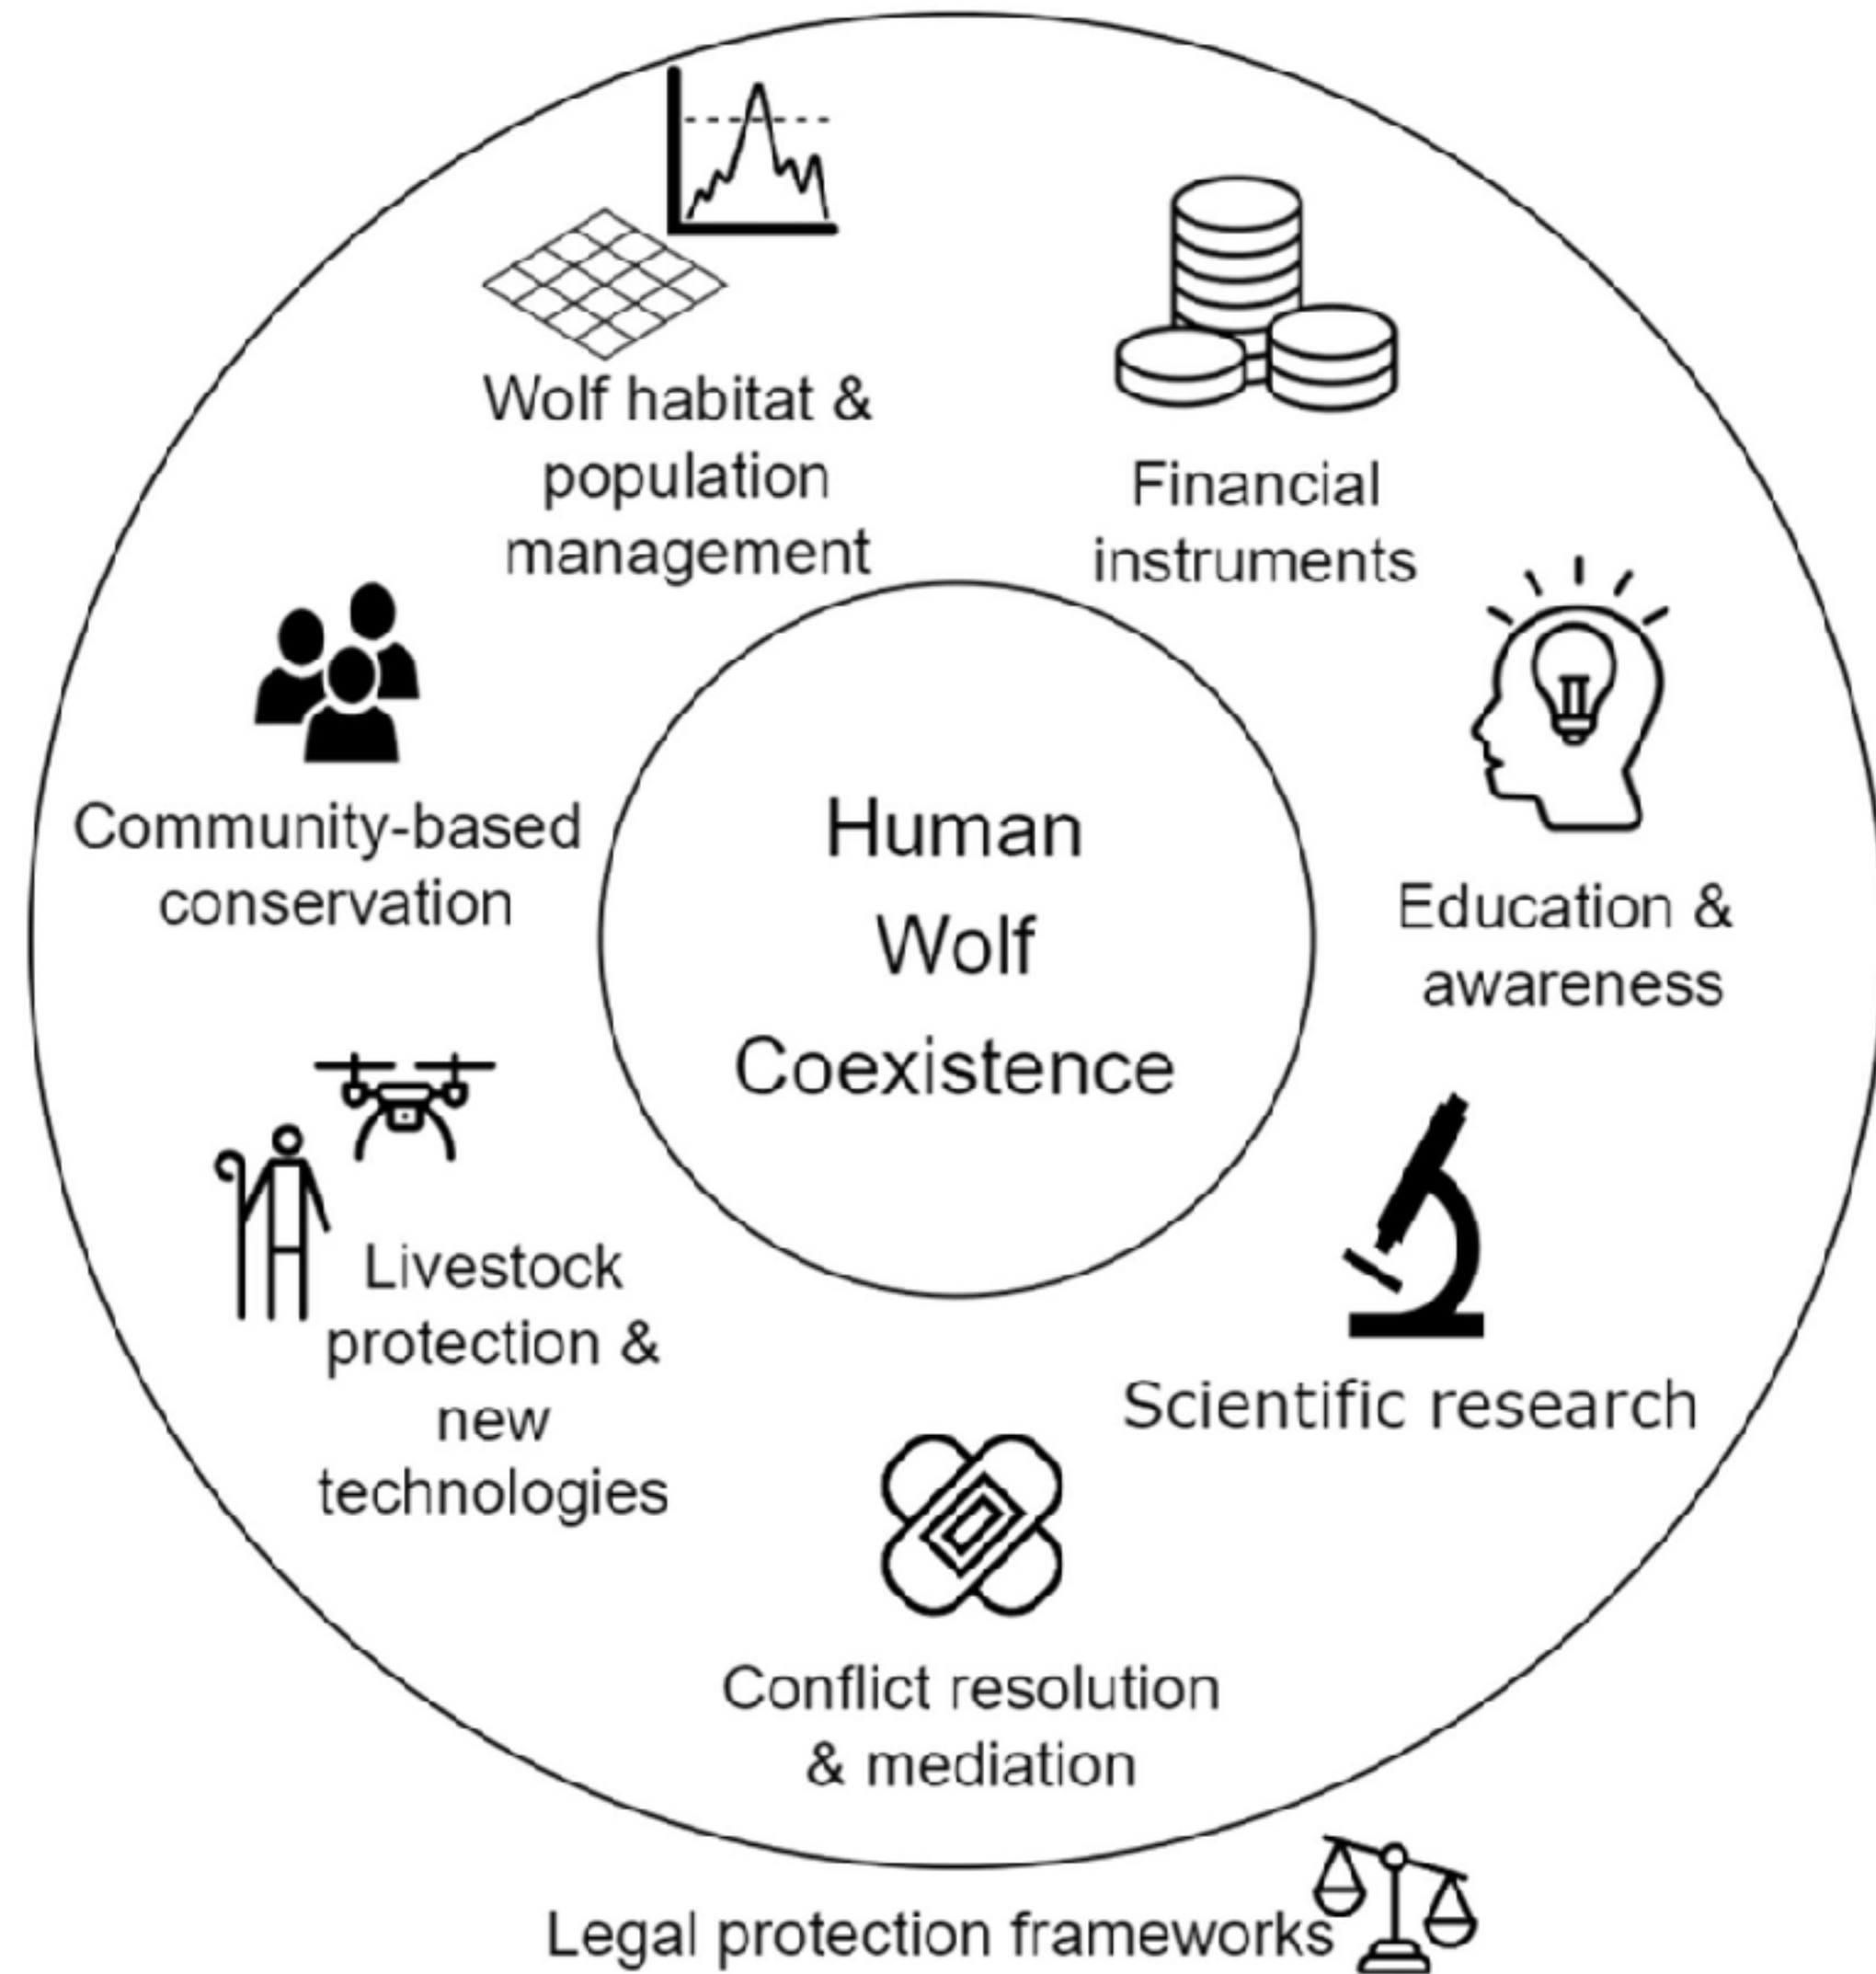 Wolf habitat &
population
management
Financial
instruments
Community-based
conservation
Human
Wolf
Coexistence
Education &
awareness
Livestock
protection &
new
technologies
Scientific research
Conflict resolution
& mediation
Legal protection frameworks